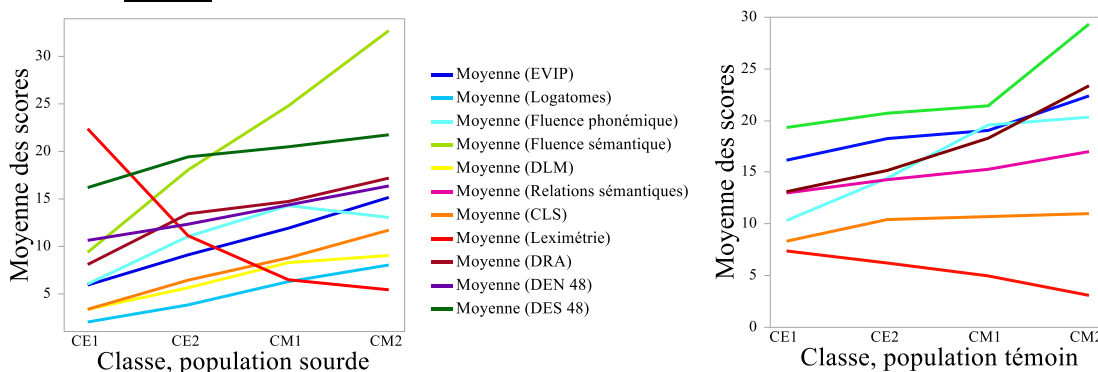 Moyenne des scores
30
25
20
15
10
5
CE1 CE2 CM1 CM2
Classe, population sourde
Moyenne (EVIP)
Moyenne (Logatomes)
Moyenne (Fluence phonémique)
Moyenne (Fluence sémantique)
Moyenne (DLM)
Moyenne (Relations sémantiques)
Moyenne (CLS)
Moyenne (Leximétrie)
Moyenne (DRA)
Moyenne (DEN 48)
Moyenne (DES 48)
Moyenne des scores
30
25
20
15
10
5
0
CE1 CE2 CM1 CM2
Classe, population témoin